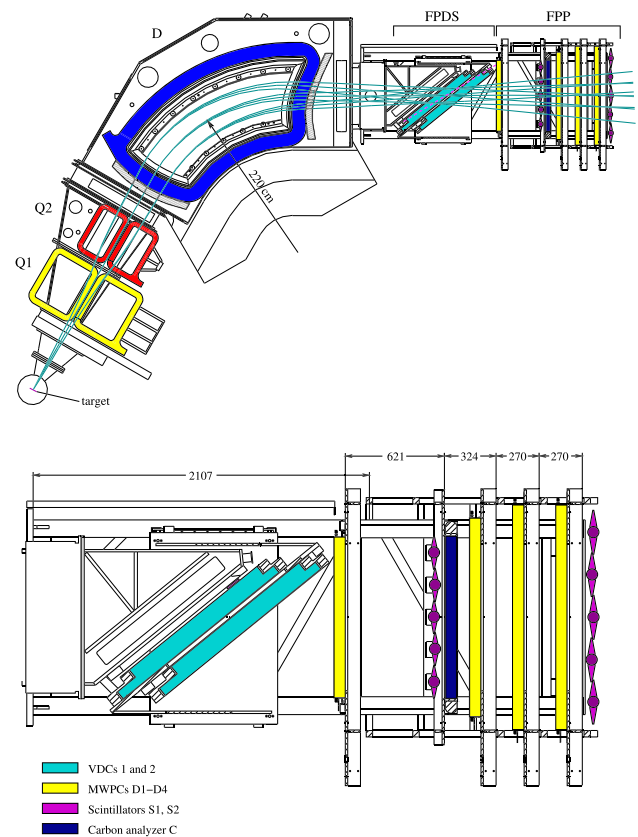 FPDS
FPP
D
220 cm
Q2
Q1
target
2107
621
324
270
270
VDCs 1 and 2
MWPCs D1−D4
Scintillators S1, S2
Carbon analyzer C